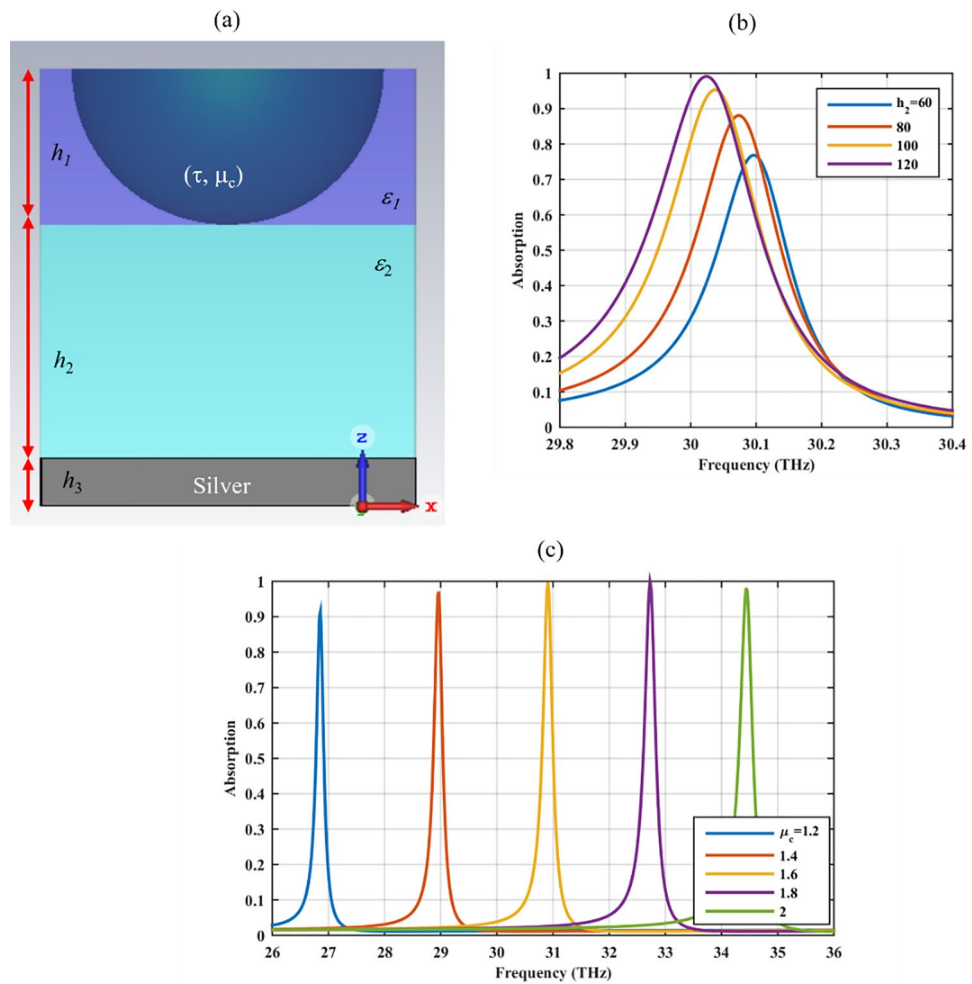 (a)
h1
(τ, μc)
ε1
ε2
h2
h3
Silver
z
x
(b)
1
0.9
0.8
0.7
0.6
0.5
0.4
0.3
0.2
0.1
0
Absorption
h2=60
80
100
120
29.8 29.9 30 30.1 30.2 30.3 30.4
Frequency (THz)
(c)
1
0.9
0.8
0.7
0.6
0.5
0.4
0.3
0.2
0.1
0
Absorption
μc=1.2
1.4
1.6
1.8
2
26 27 28 29 30 31 32 33 34 35 36
Frequency (THz)